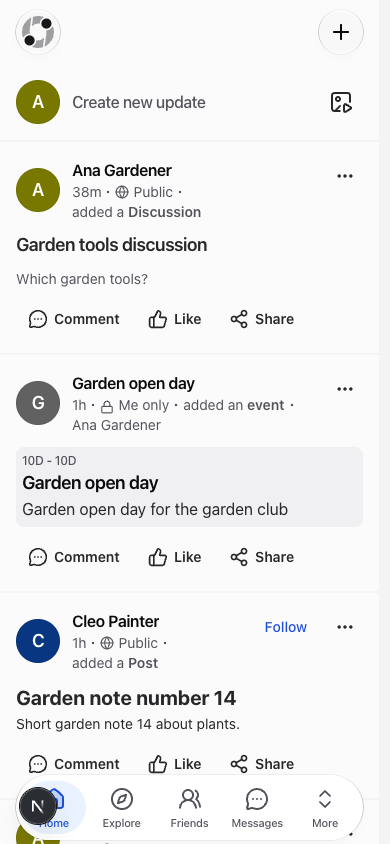 A
Create new update
A
Ana Gardener
38m · Public ·
added a Discussion
Garden tools discussion
Which garden tools?
Comment Like Share
G
Garden open day
1h · Me only · added an event ·
Ana Gardener
10D - 10D
Garden open day
Garden open day for the garden club
Comment Like Share
C
Cleo Painter
Follow
1h · Public ·
added a Post
Garden note number 14
Short garden note 14 about plants.
Comment Like Share
N
Home Explore Friends Messages More